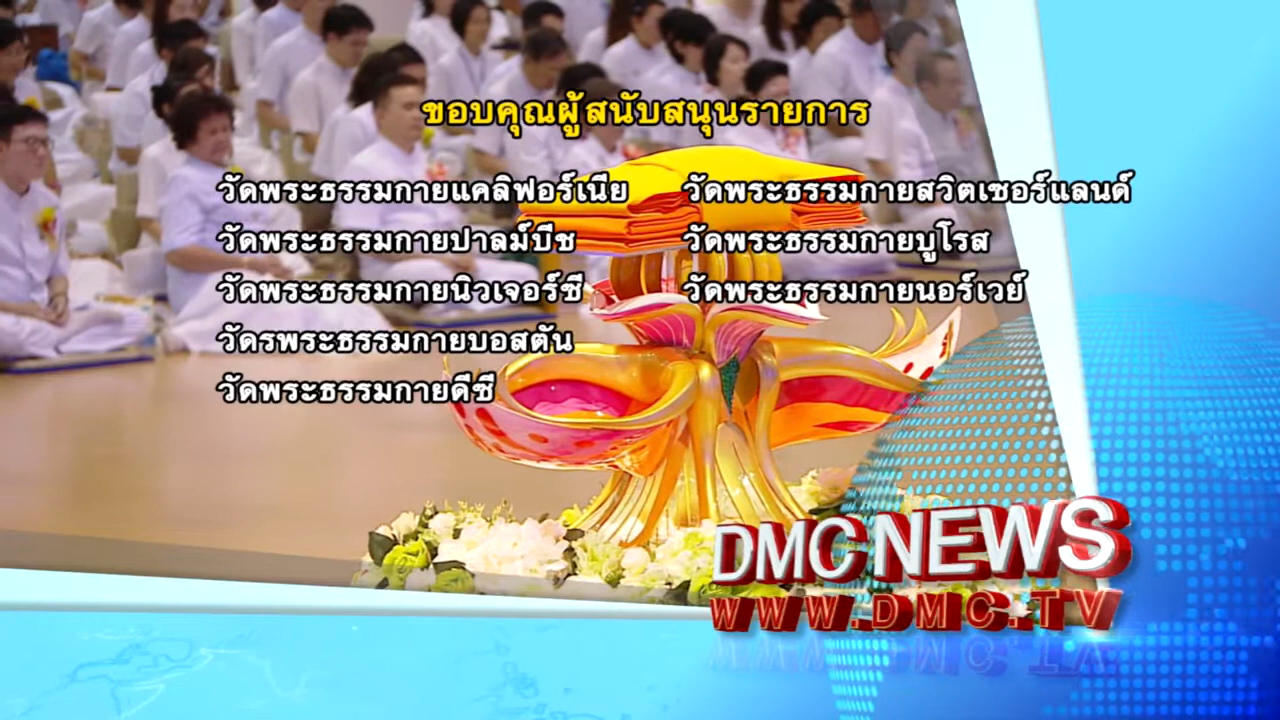 ขอบคุณผู้สนับสนุนรายการ
วัดพระธรรมกายแคลิฟอร์เนีย
วัดพระธรรมกายปาล์มบีช
วัดพระธรรมกายนิวเจอร์ซี
วัดรพระธรรมกายบอสตัน
วัดพระธรรมกายดีซี
วัดพระธรรมกายสวิตเซอร์แลนด์
วัดพระธรรมกายบูโรส
วัดพระธรรมกายนอร์เวย์
DMC NEWS
WWW.DMC.TV